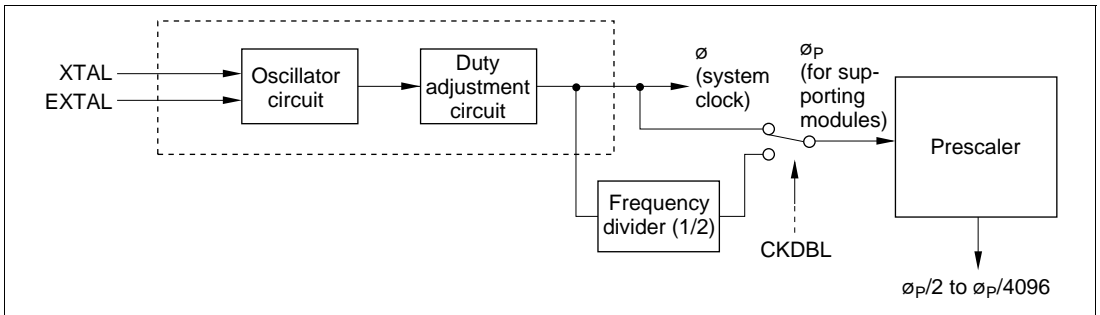 XTAL
EXTAL
Oscillator
circuit
Duty
adjustment
circuit
ø
(system
clock)
øP
(for sup-
porting
modules)
Prescaler
Frequency
divider (1/2)
CKDBL
øP/2 to øP/4096